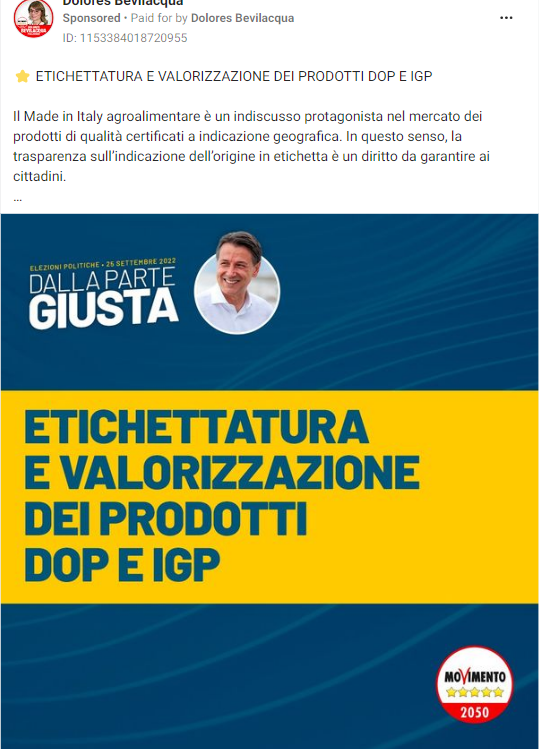 Dolores Bevilacqua
Sponsored • Paid for by Dolores Bevilacqua
ID: 1153384018720955
ETICHETTATURA E VALORIZZAZIONE DEI PRODOTTI DOP E IGP
Il Made in Italy agroalimentare è un indiscusso protagonista nel mercato dei
prodotti di qualità certificati a indicazione geografica. In questo senso, la
trasparenza sull'indicazione dell'origine in etichetta è un diritto da garantire ai
cittadini.
...
ELEZIONI POLITICHE • 25 SETTEMBRE 2022
DALLA PARTE
GIUSTA
ETICHETTATURA
E VALORIZZAZIONE
DEI PRODOTTI
DOP E IGP
MOVIMENTO
2050